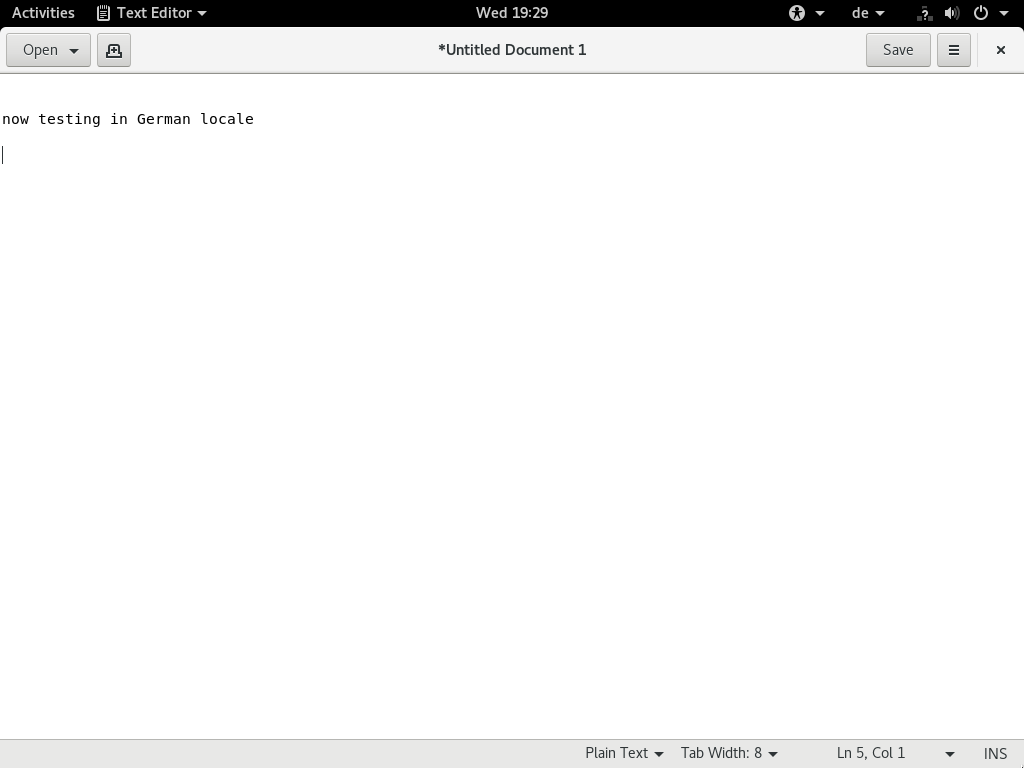 Activities Text Editor Wed 19:29 de
Open *Untitled Document 1 Save
now testing in German locale
Plain Text Tab Width: 8 Ln 5, Col 1 INS